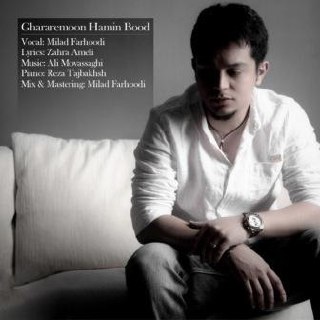 Ghararemoon Hamin Bood
Vocal: Milad Farhoodi
Lyrics: Zahra Ameli
Music: Ali Movassaghi
Piano: Reza Tajbakhsh
Mix & Mastering: Milad Farhoodi